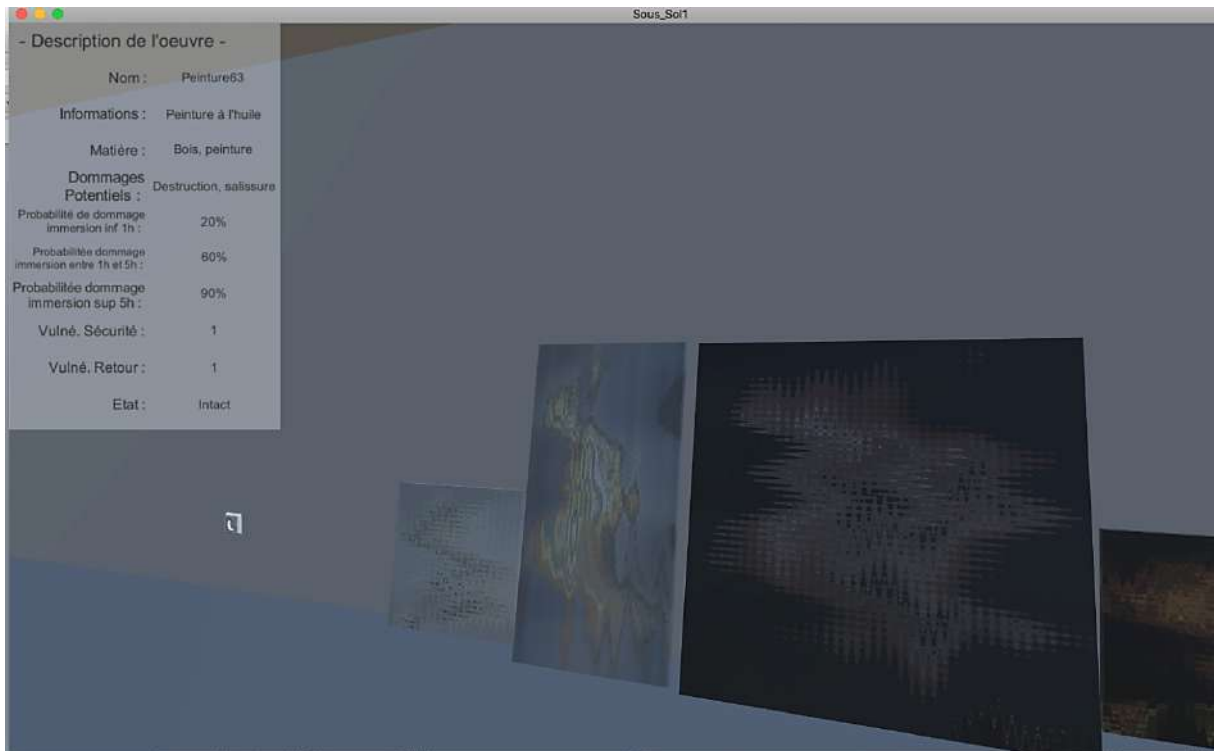 Sous_Sol1
- Description de l'oeuvre -
Nom : Peinture63
Informations : Peinture à l'huile
Matière : Bois, peinture
Dommages
Potentiels : Destruction, salissure
Probabilité de dommage
immersion inf 1h : 20%
Probabilitée dommage
immersion entre 1h et 5h : 60%
Probabilitée dommage
immersion sup 5h : 90%
Vulné. Sécurité : 1
Vulné. Retour : 1
Etat : Intact